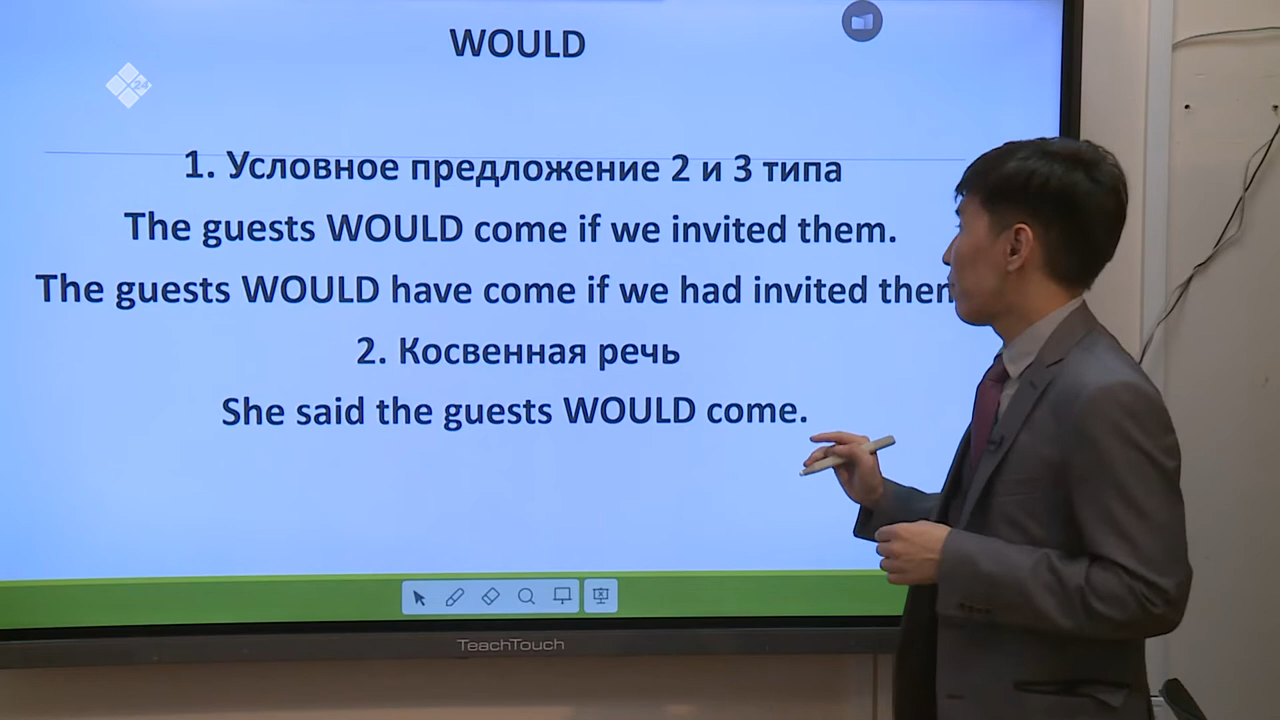 WOULD
24
1. Условное предложение 2 и 3 типа
The guests WOULD come if we invited them.
The guests WOULD have come if we had invited
2. Косвенная речь
She said the guests WOULD come.
TeachTouch